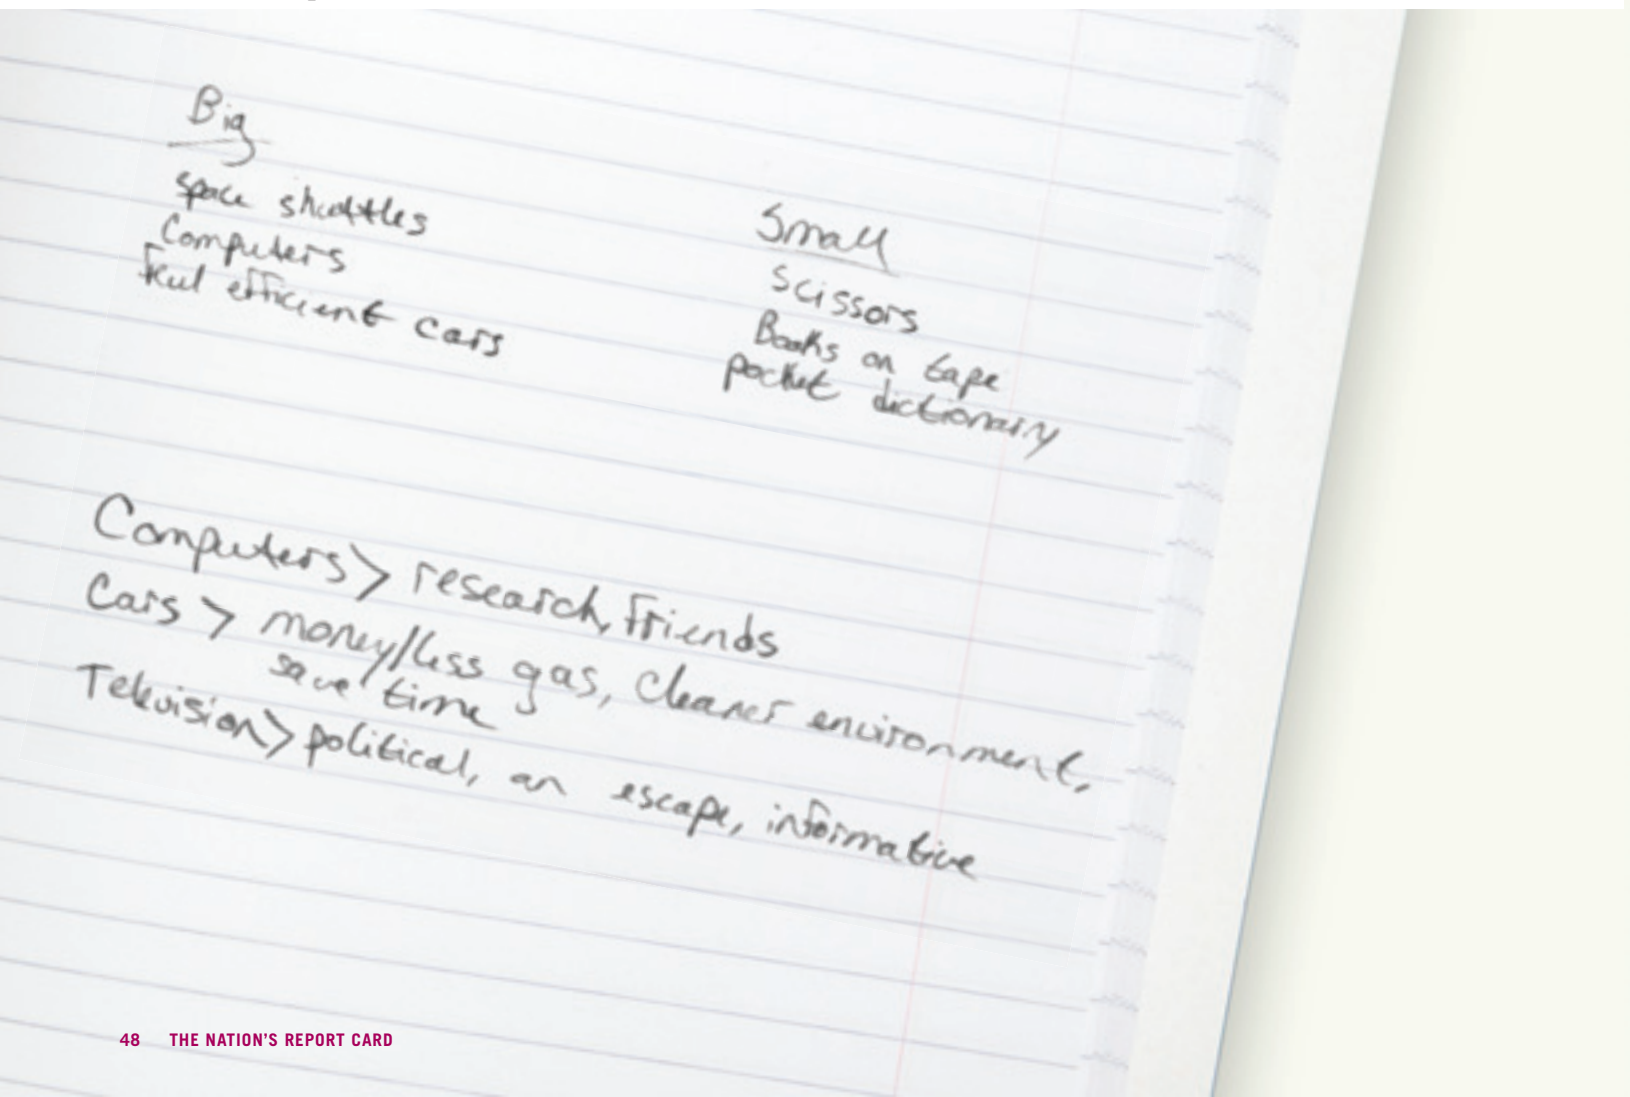 Big
space shuttles
Computers
feul efficient cars
Small
Scissors
Books on tape
pocket dictionary
Computers> research, friends
Cars > money/less gas, cleaner environment,
save time
Television> political, an escape, informative
48 THE NATION'S REPORT CARD